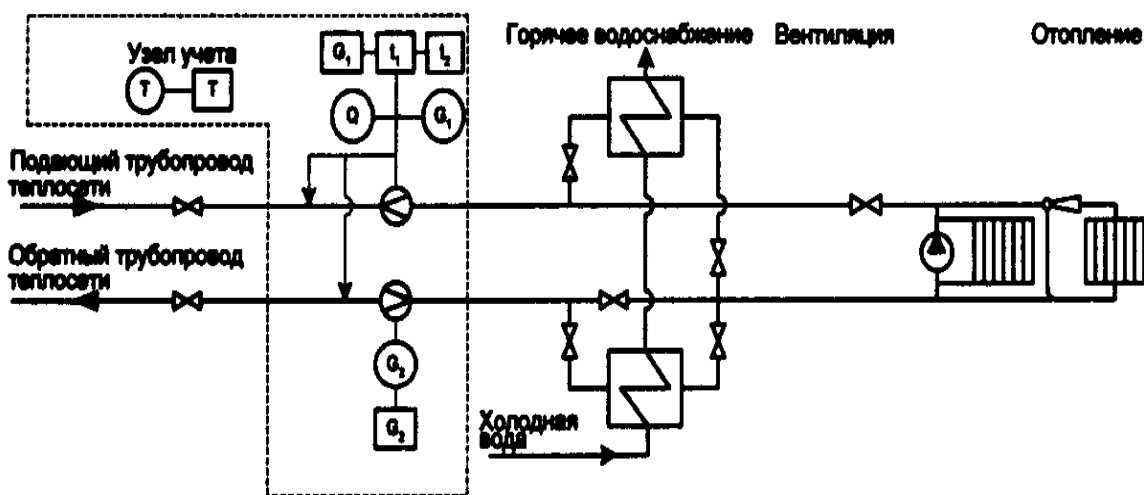 Узел учета
T T
G₁ t₁ t₂
Q G₁
Горячее водоснабжение Вентиляция Отопление
Подающий трубопровод
теплосети
Обратный трубопровод
теплосети
G₂
G₂
Холодная
вода